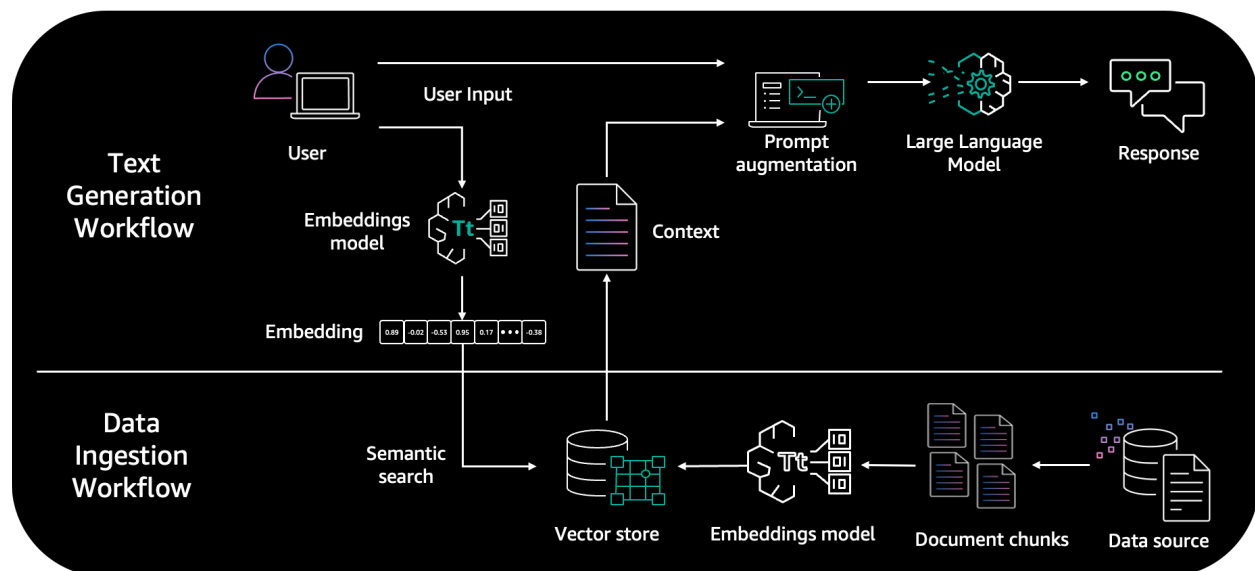 Text
Generation
Workflow
User
User Input
Embeddings
model
Tt
Embedding
0.89 -0.02 -0.53 0.95 0.17 ••• -0.38
Context
Prompt
augmentation
Large Language
Model
Response
Data
Ingestion
Workflow
Semantic
search
Vector store
Tt
Embeddings model
Document chunks
Data source